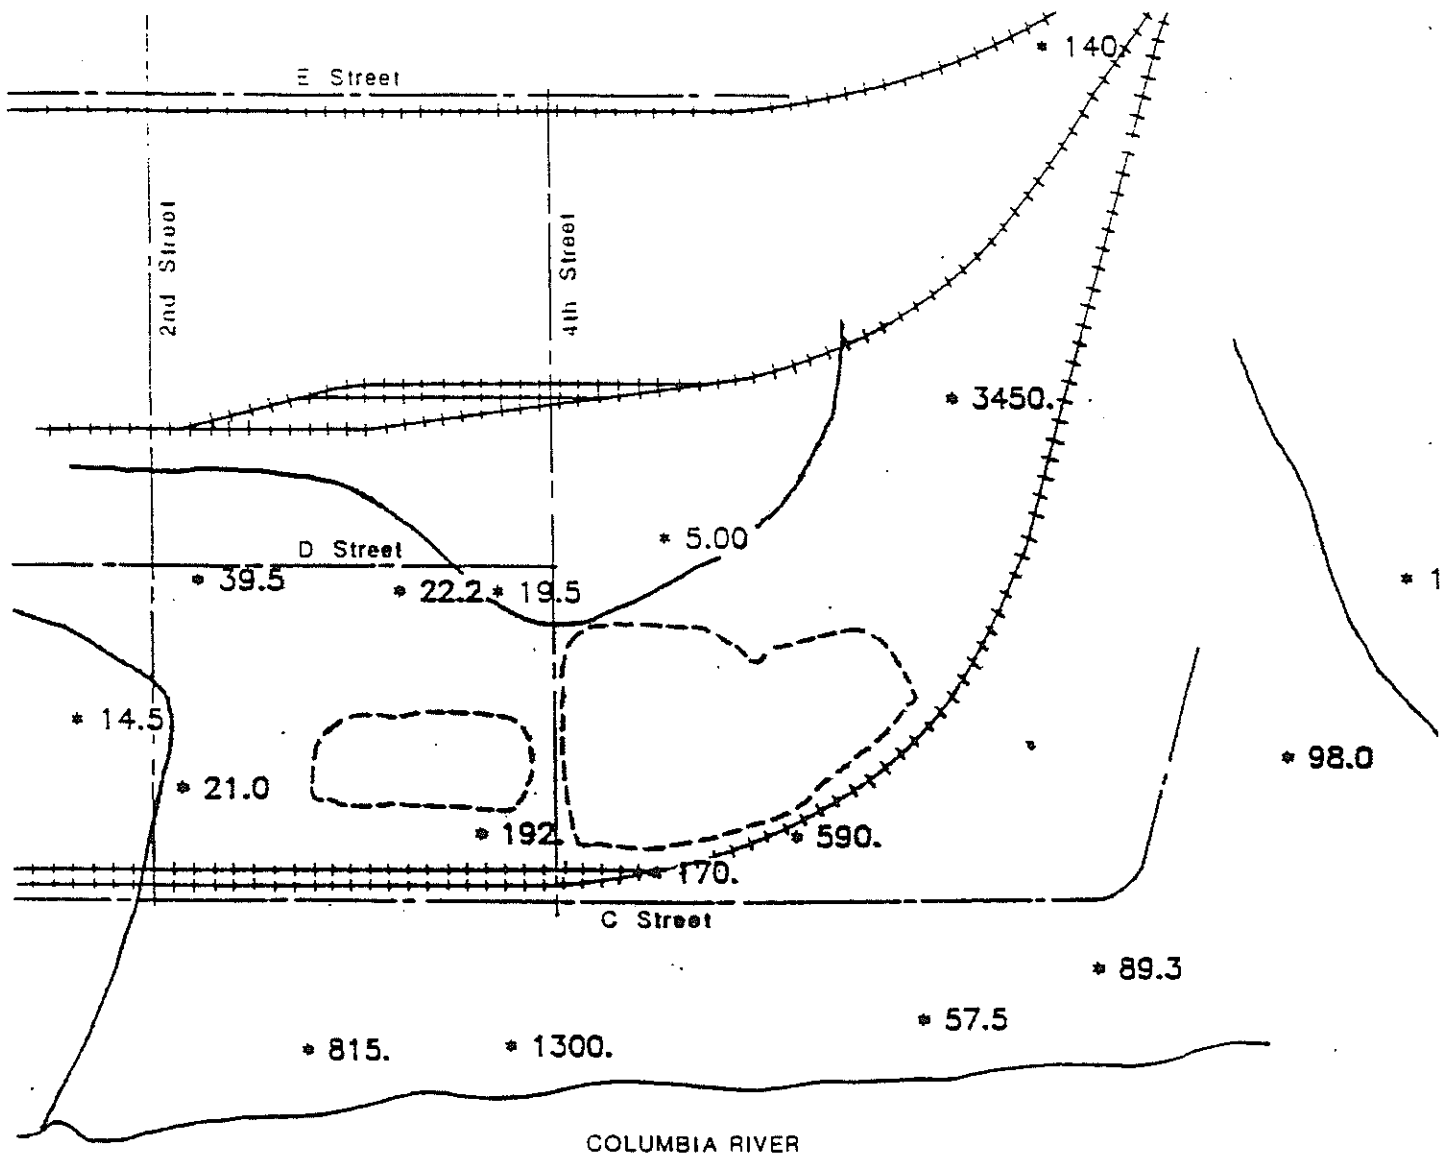 * 140.
E Street
2nd Street
4th Street
* 3450.
* 5.00
D Street
* 39.5
* 22.2
* 19.5
* 1
* 14.5
* 98.0
* 21.0
* 192.
* 590.
* 170.
C Street
* 89.3
* 57.5
* 815.
* 1300.
COLUMBIA RIVER